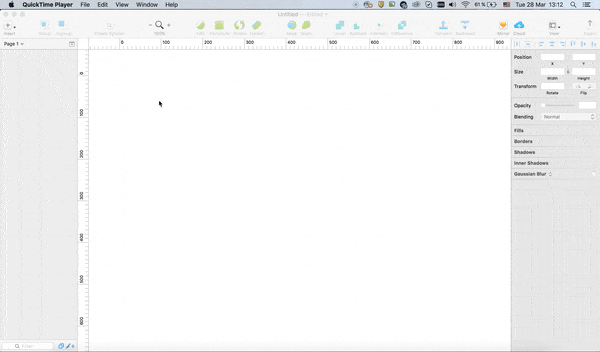 QuickTime Player File Edit View Window Help 61 % Tue 28 Mar 13:12
Untitled — Edited
Insert Group Ungroup Create Symbol 100% Edit Transform Rotate Flatten Mask Scale Union Subtract Intersect Difference Forward Backward Mirror Cloud View Export
Page 1
0 100 200 300 400 500 600 700 800 900
0
100
200
300
400
500
600
Position
X Y
Size
Width Height
Transform
Rotate Flip
Opacity
Blending Normal
Fills
Borders
Shadows
Inner Shadows
Gaussian Blur
Filter